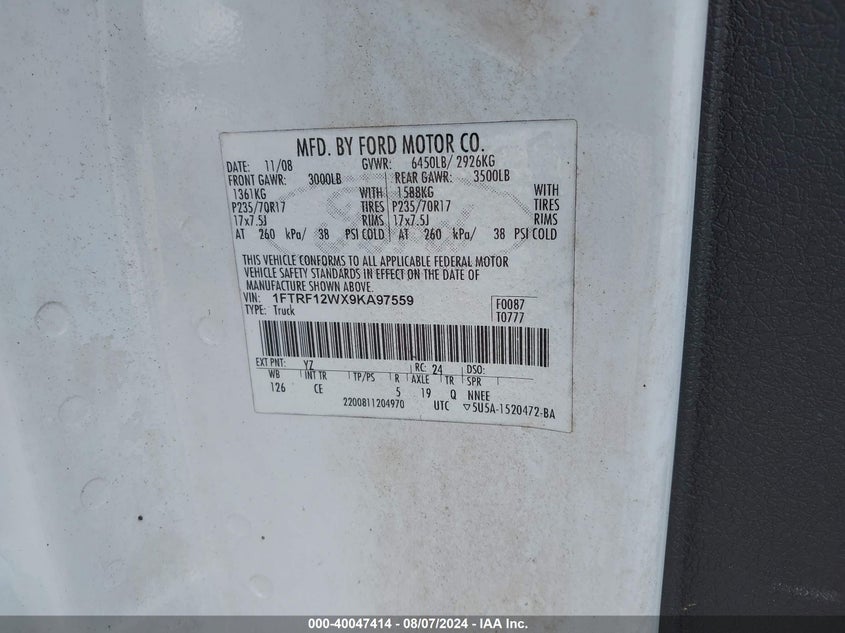 MFD. BY FORD MOTOR CO.
DATE: 11/08 GVWR: 6450LB/ 2926KG
FRONT GAWR: 3000LB REAR GAWR: 3500LB
1361KG WITH 1588KG WITH
P235/70R17 TIRES P235/70R17 TIRES
17x7.5J RIMS 17x7.5J RIMS
AT 260 kPa/ 38 PSI COLD AT 260 kPa/ 38 PSI COLD
THIS VEHICLE CONFORMS TO ALL APPLICABLE FEDERAL MOTOR
VEHICLE SAFETY STANDARDS IN EFFECT ON THE DATE OF
MANUFACTURE SHOWN ABOVE.
VIN: 1FTRF12WX9KA97559 F0087
TYPE: Truck T0777
EXT PNT: YZ RC: 24 DSO:
WB INT TR TP/PS R AXLE TR SPR
126 CE 5 19 Q NNEE
2200811204970 UTC ▽5U5A-1520472-BA
000-40047414 - 08/07/2024 - IAA Inc.